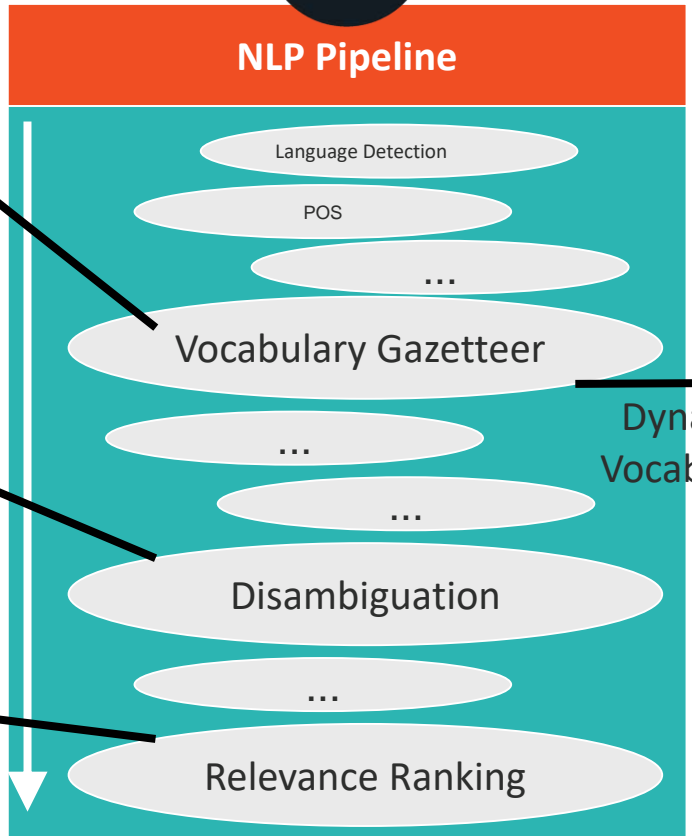 NLP Pipeline
Language Detection
POS
...
Vocabulary Gazetteer
...
...
Disambiguation
...
Relevance Ranking